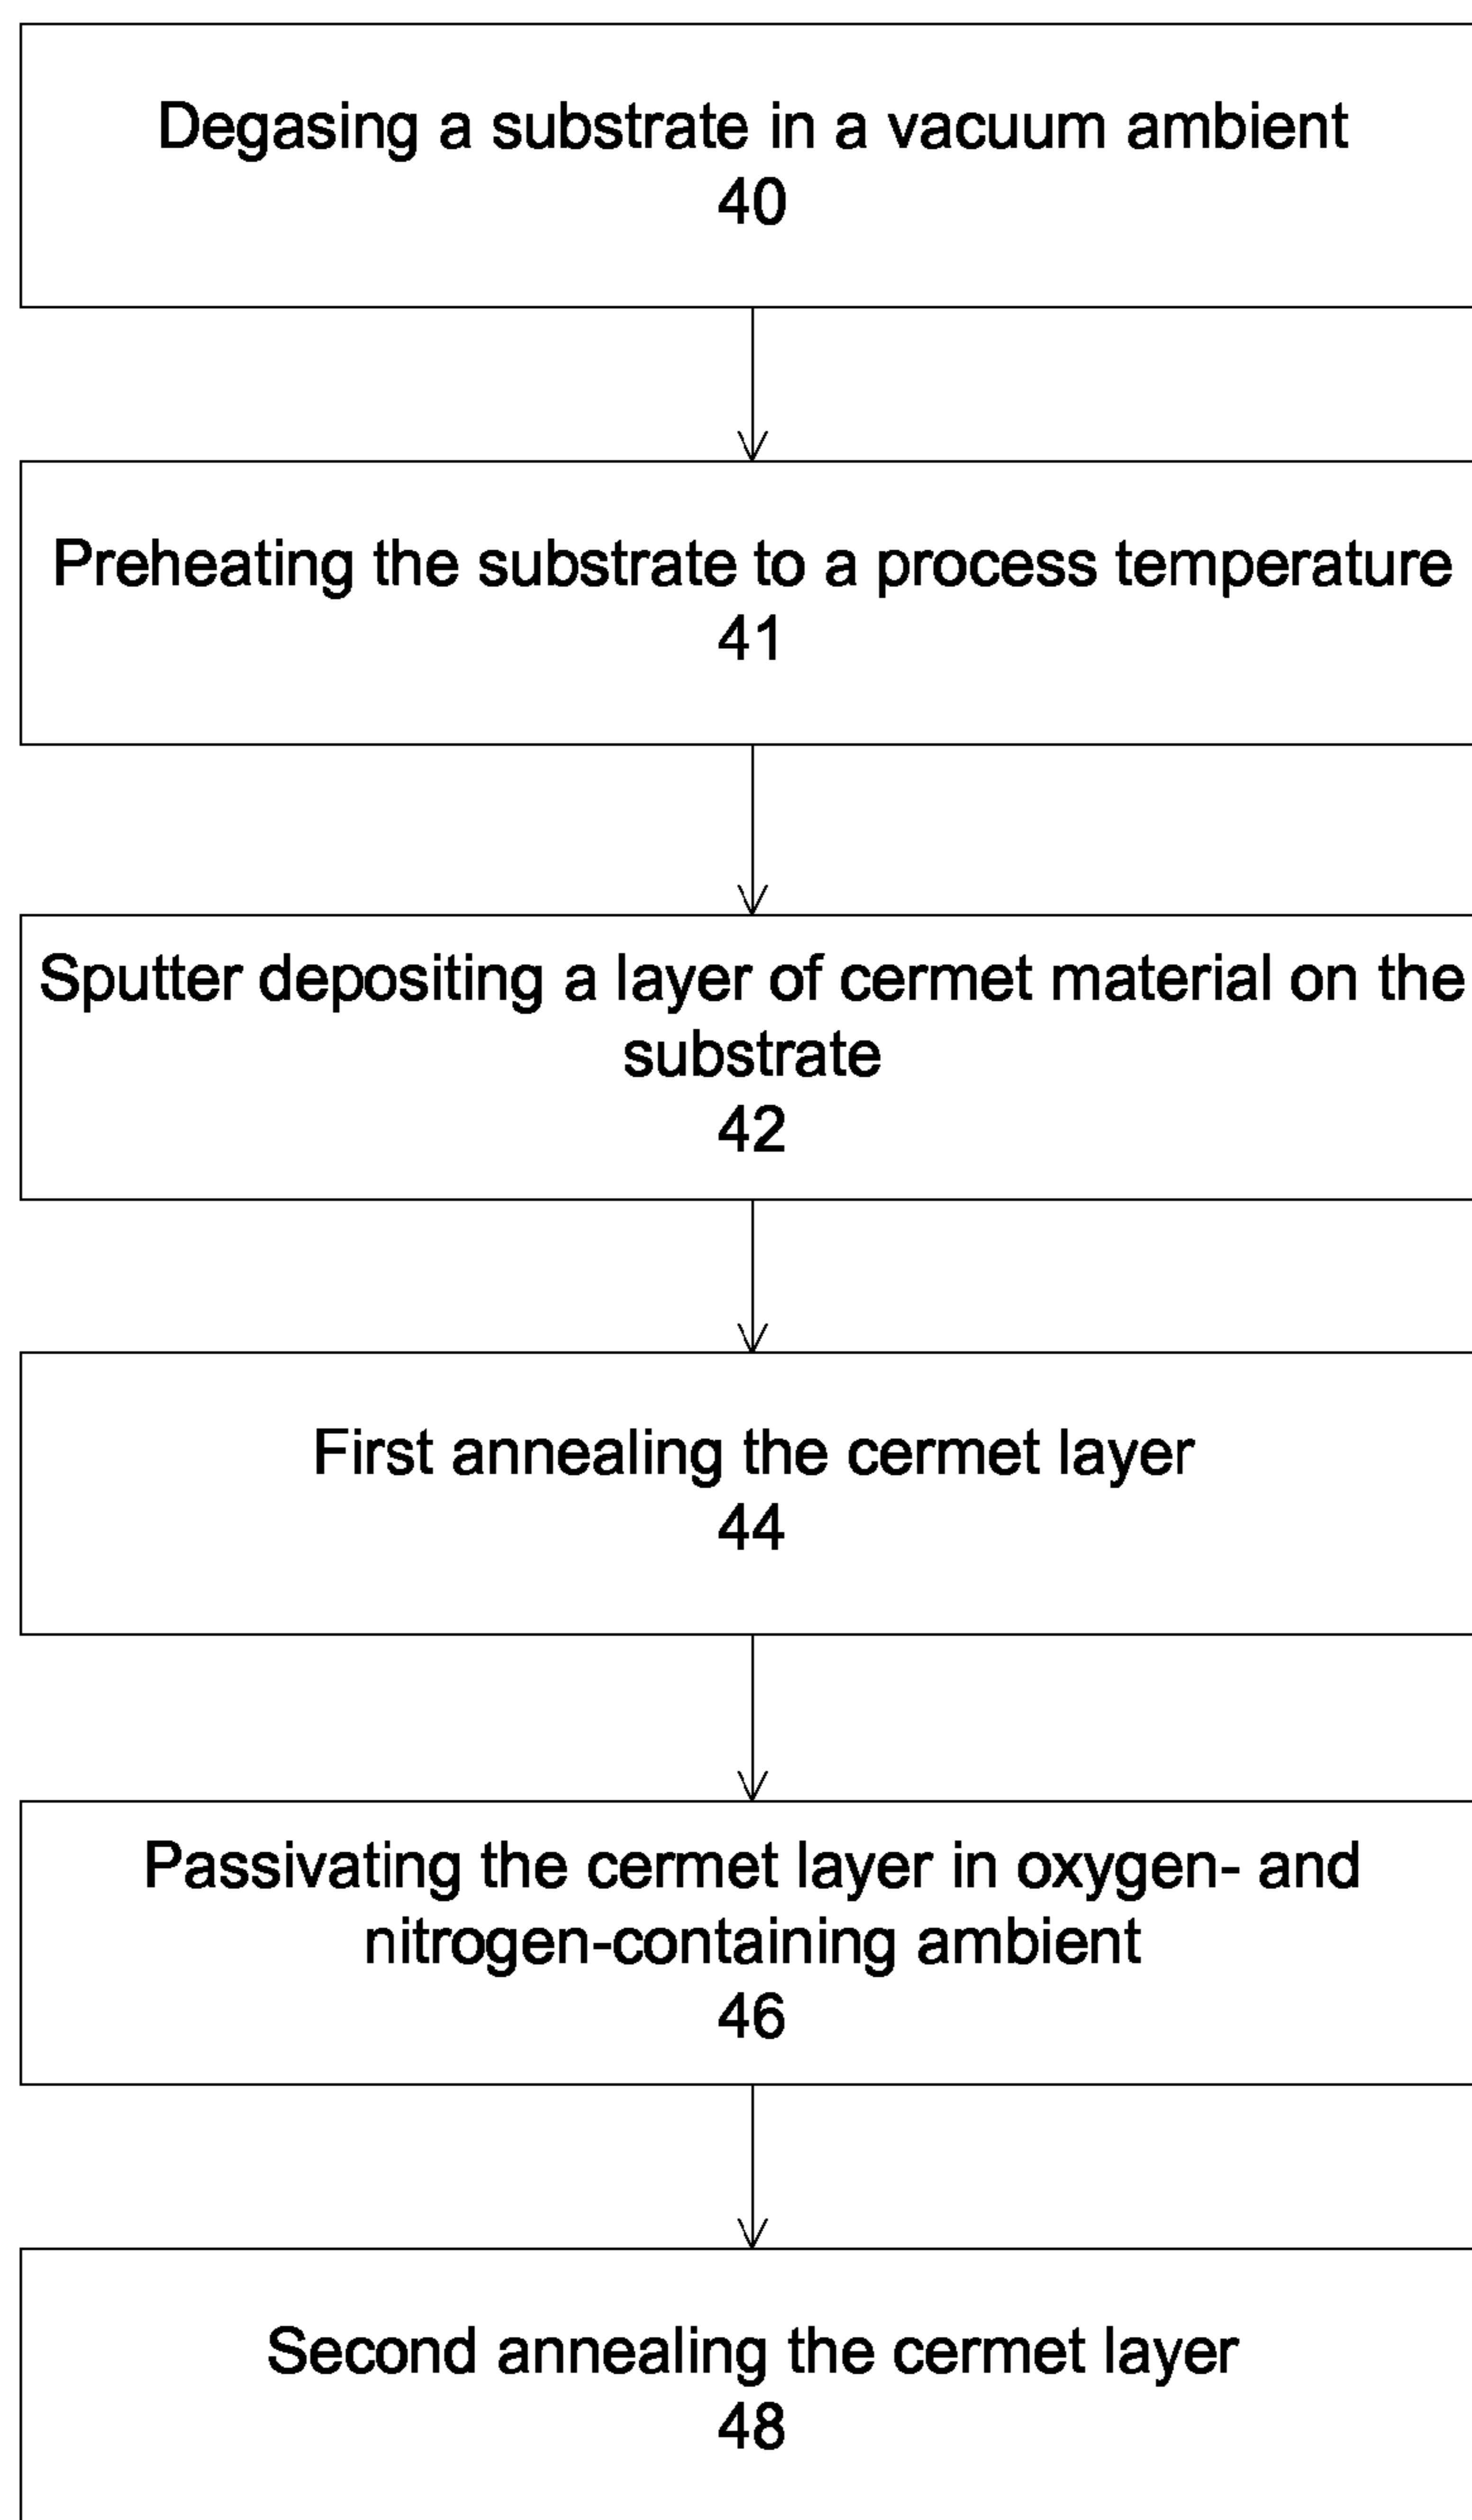 Degasing a substrate in a vacuum ambient
40
Preheating the substrate to a process temperature
41
Sputter depositing a layer of cermet material on the
substrate
42
First annealing the cermet layer
44
Passivating the cermet layer in oxygen- and
nitrogen-containing ambient
46
Second annealing the cermet layer
48